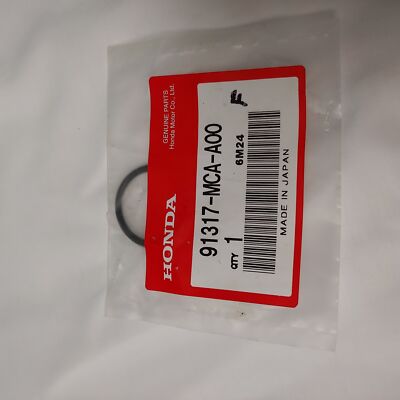 GENUINE PARTS
Honda Motor Co., Ltd.
HONDA
F
91317-MCA-A00
6M24
QTY 1
MADE IN JAPAN